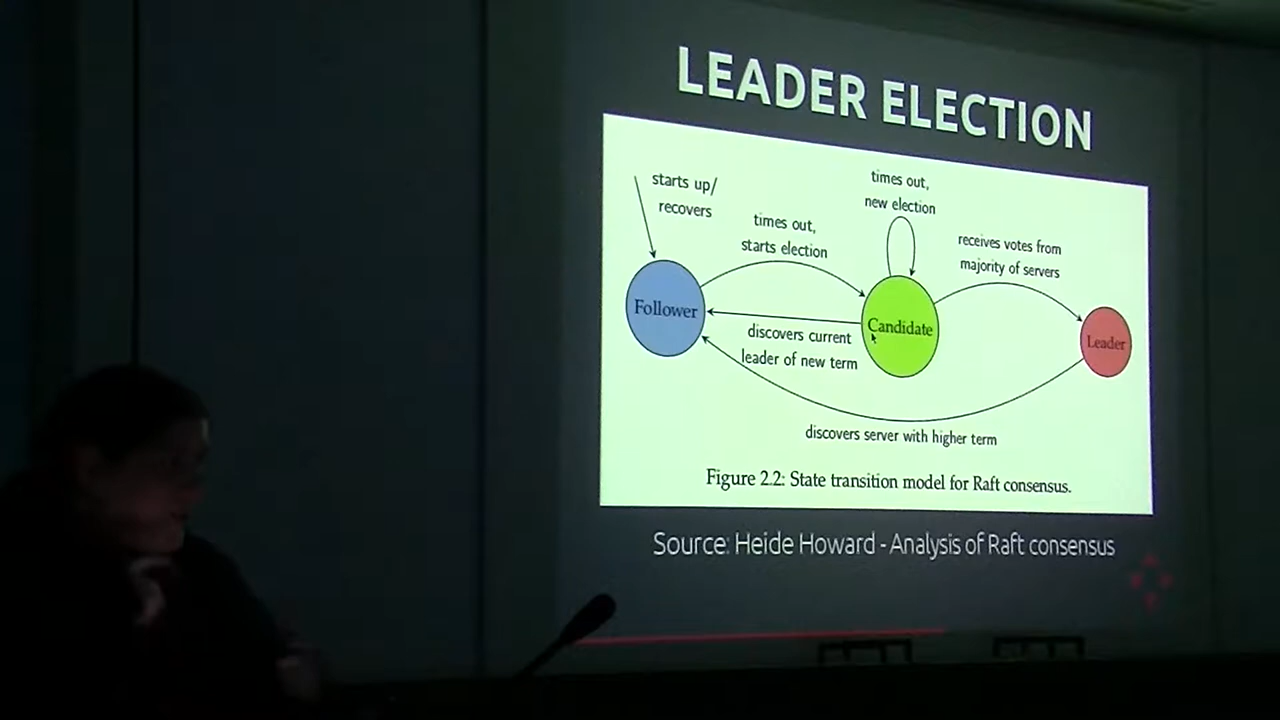 LEADER ELECTION
starts up/
recovers
times out,
starts election
times out,
new election
receives votes from
majority of servers
Follower
Candidate
Leader
discovers current
leader of new term
discovers server with higher term
Figure 2.2: State transition model for Raft consensus.
Source: Heide Howard - Analysis of Raft consensus